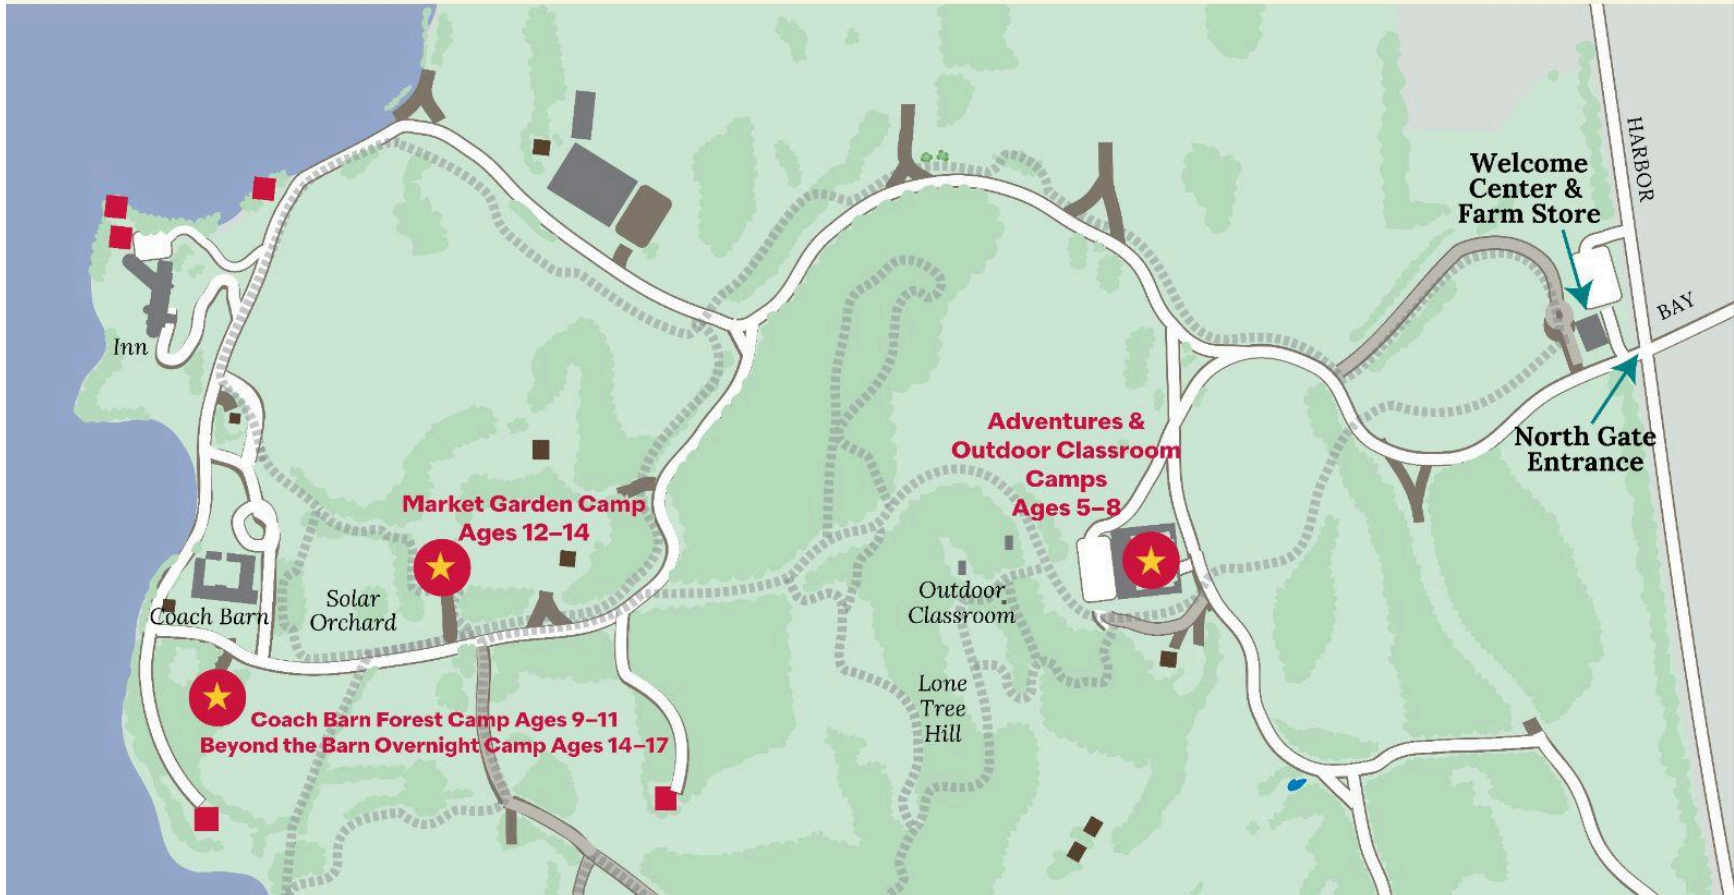 HARBOR
Welcome
Center &
Farm Store
BAY
Inn
North Gate
Entrance
Adventures &
Outdoor Classroom
Camps
Ages 5–8
Market Garden Camp
Ages 12–14
Outdoor
Classroom
Solar
Orchard
Coach Barn
Lone
Tree
Hill
Coach Barn Forest Camp Ages 9–11
Beyond the Barn Overnight Camp Ages 14–17